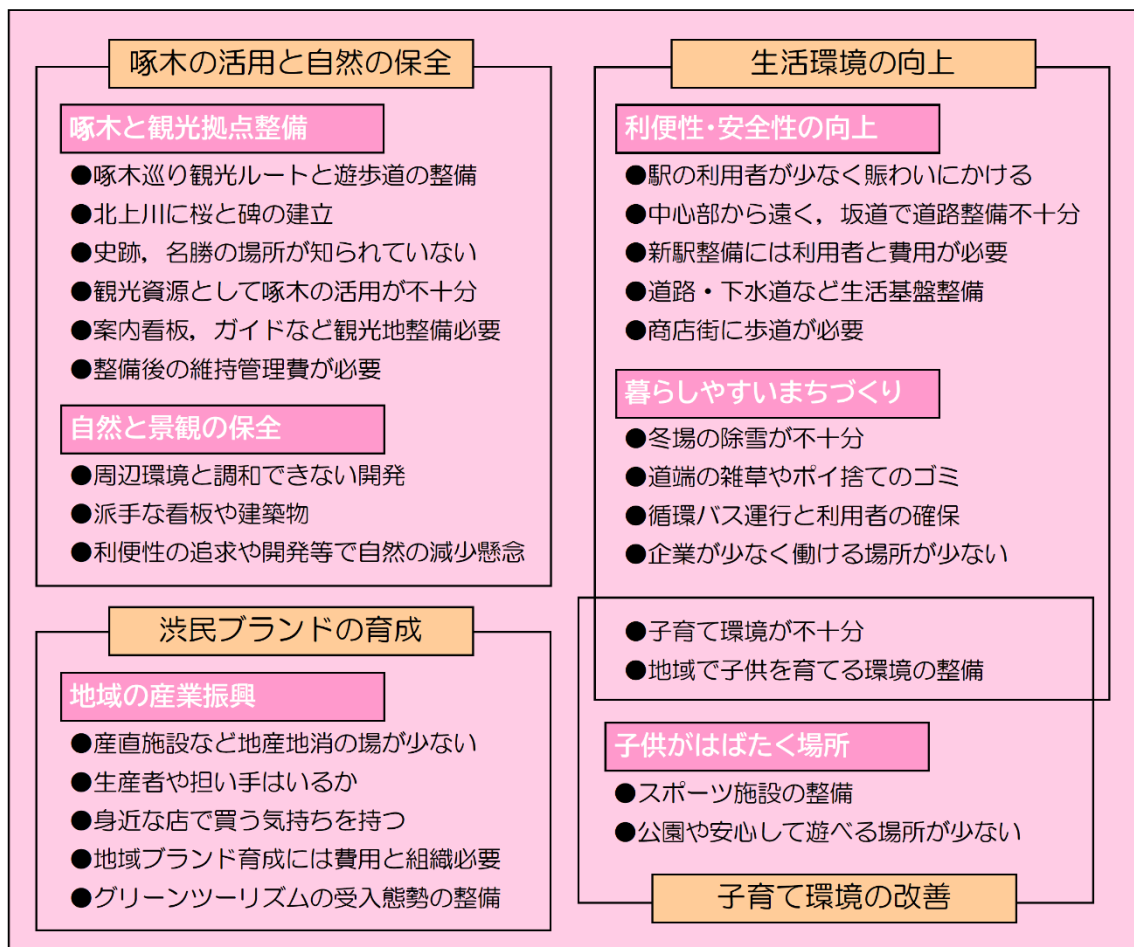 啄木の活用と自然の保全
啄木と観光拠点整備
●啄木巡り観光ルートと遊歩道の整備
●北上川に桜と碑の建立
●史跡，名勝の場所が知られていない
●観光資源として啄木の活用が不十分
●案内看板，ガイドなど観光地整備必要
●整備後の維持管理費が必要
自然と景観の保全
●周辺環境と調和できない開発
●派手な看板や建築物
●利便性の追求や開発等で自然の減少懸念
渋民ブランドの育成
地域の産業振興
●産直施設など地産地消の場が少ない
●生産者や担い手はいるか
●身近な店で買う気持ちを持つ
●地域ブランド育成には費用と組織必要
●グリーンツーリズムの受入態勢の整備
生活環境の向上
利便性・安全性の向上
●駅の利用者が少なく賑わいにかける
●中心部から遠く，坂道で道路整備不十分
●新駅整備には利用者と費用が必要
●道路・下水道など生活基盤整備
●商店街に歩道が必要
暮らしやすいまちづくり
●冬場の除雪が不十分
●道端の雑草やポイ捨てのゴミ
●循環バス運行と利用者の確保
●企業が少なく働ける場所が少ない
●子育て環境が不十分
●地域で子供を育てる環境の整備
子供がはばたく場所
●スポーツ施設の整備
●公園や安心して遊べる場所が少ない
子育て環境の改善